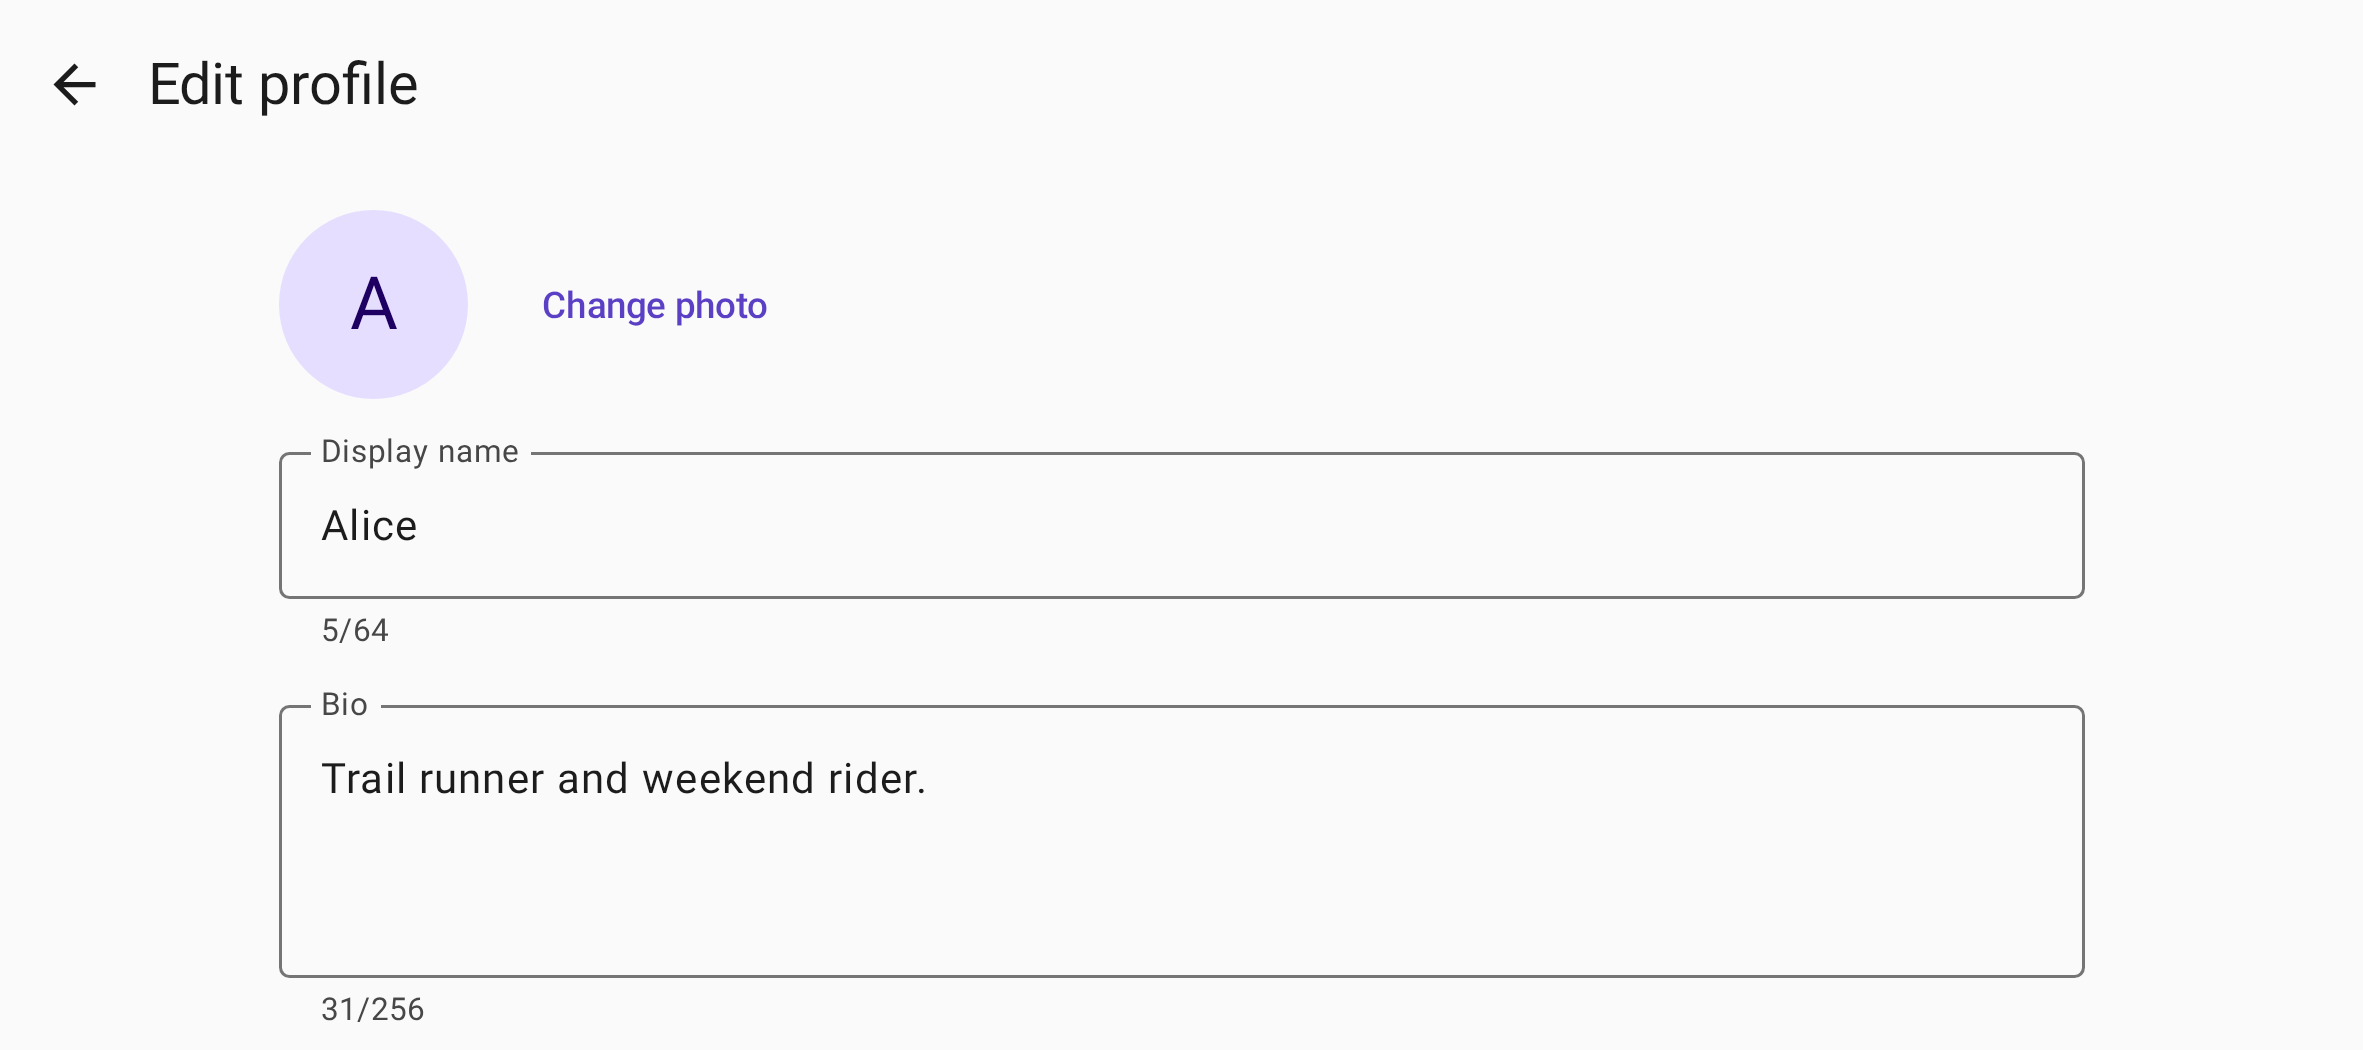 Edit profile
A
Change photo
Display name
Alice
5/64
Bio
Trail runner and weekend rider.
31/256